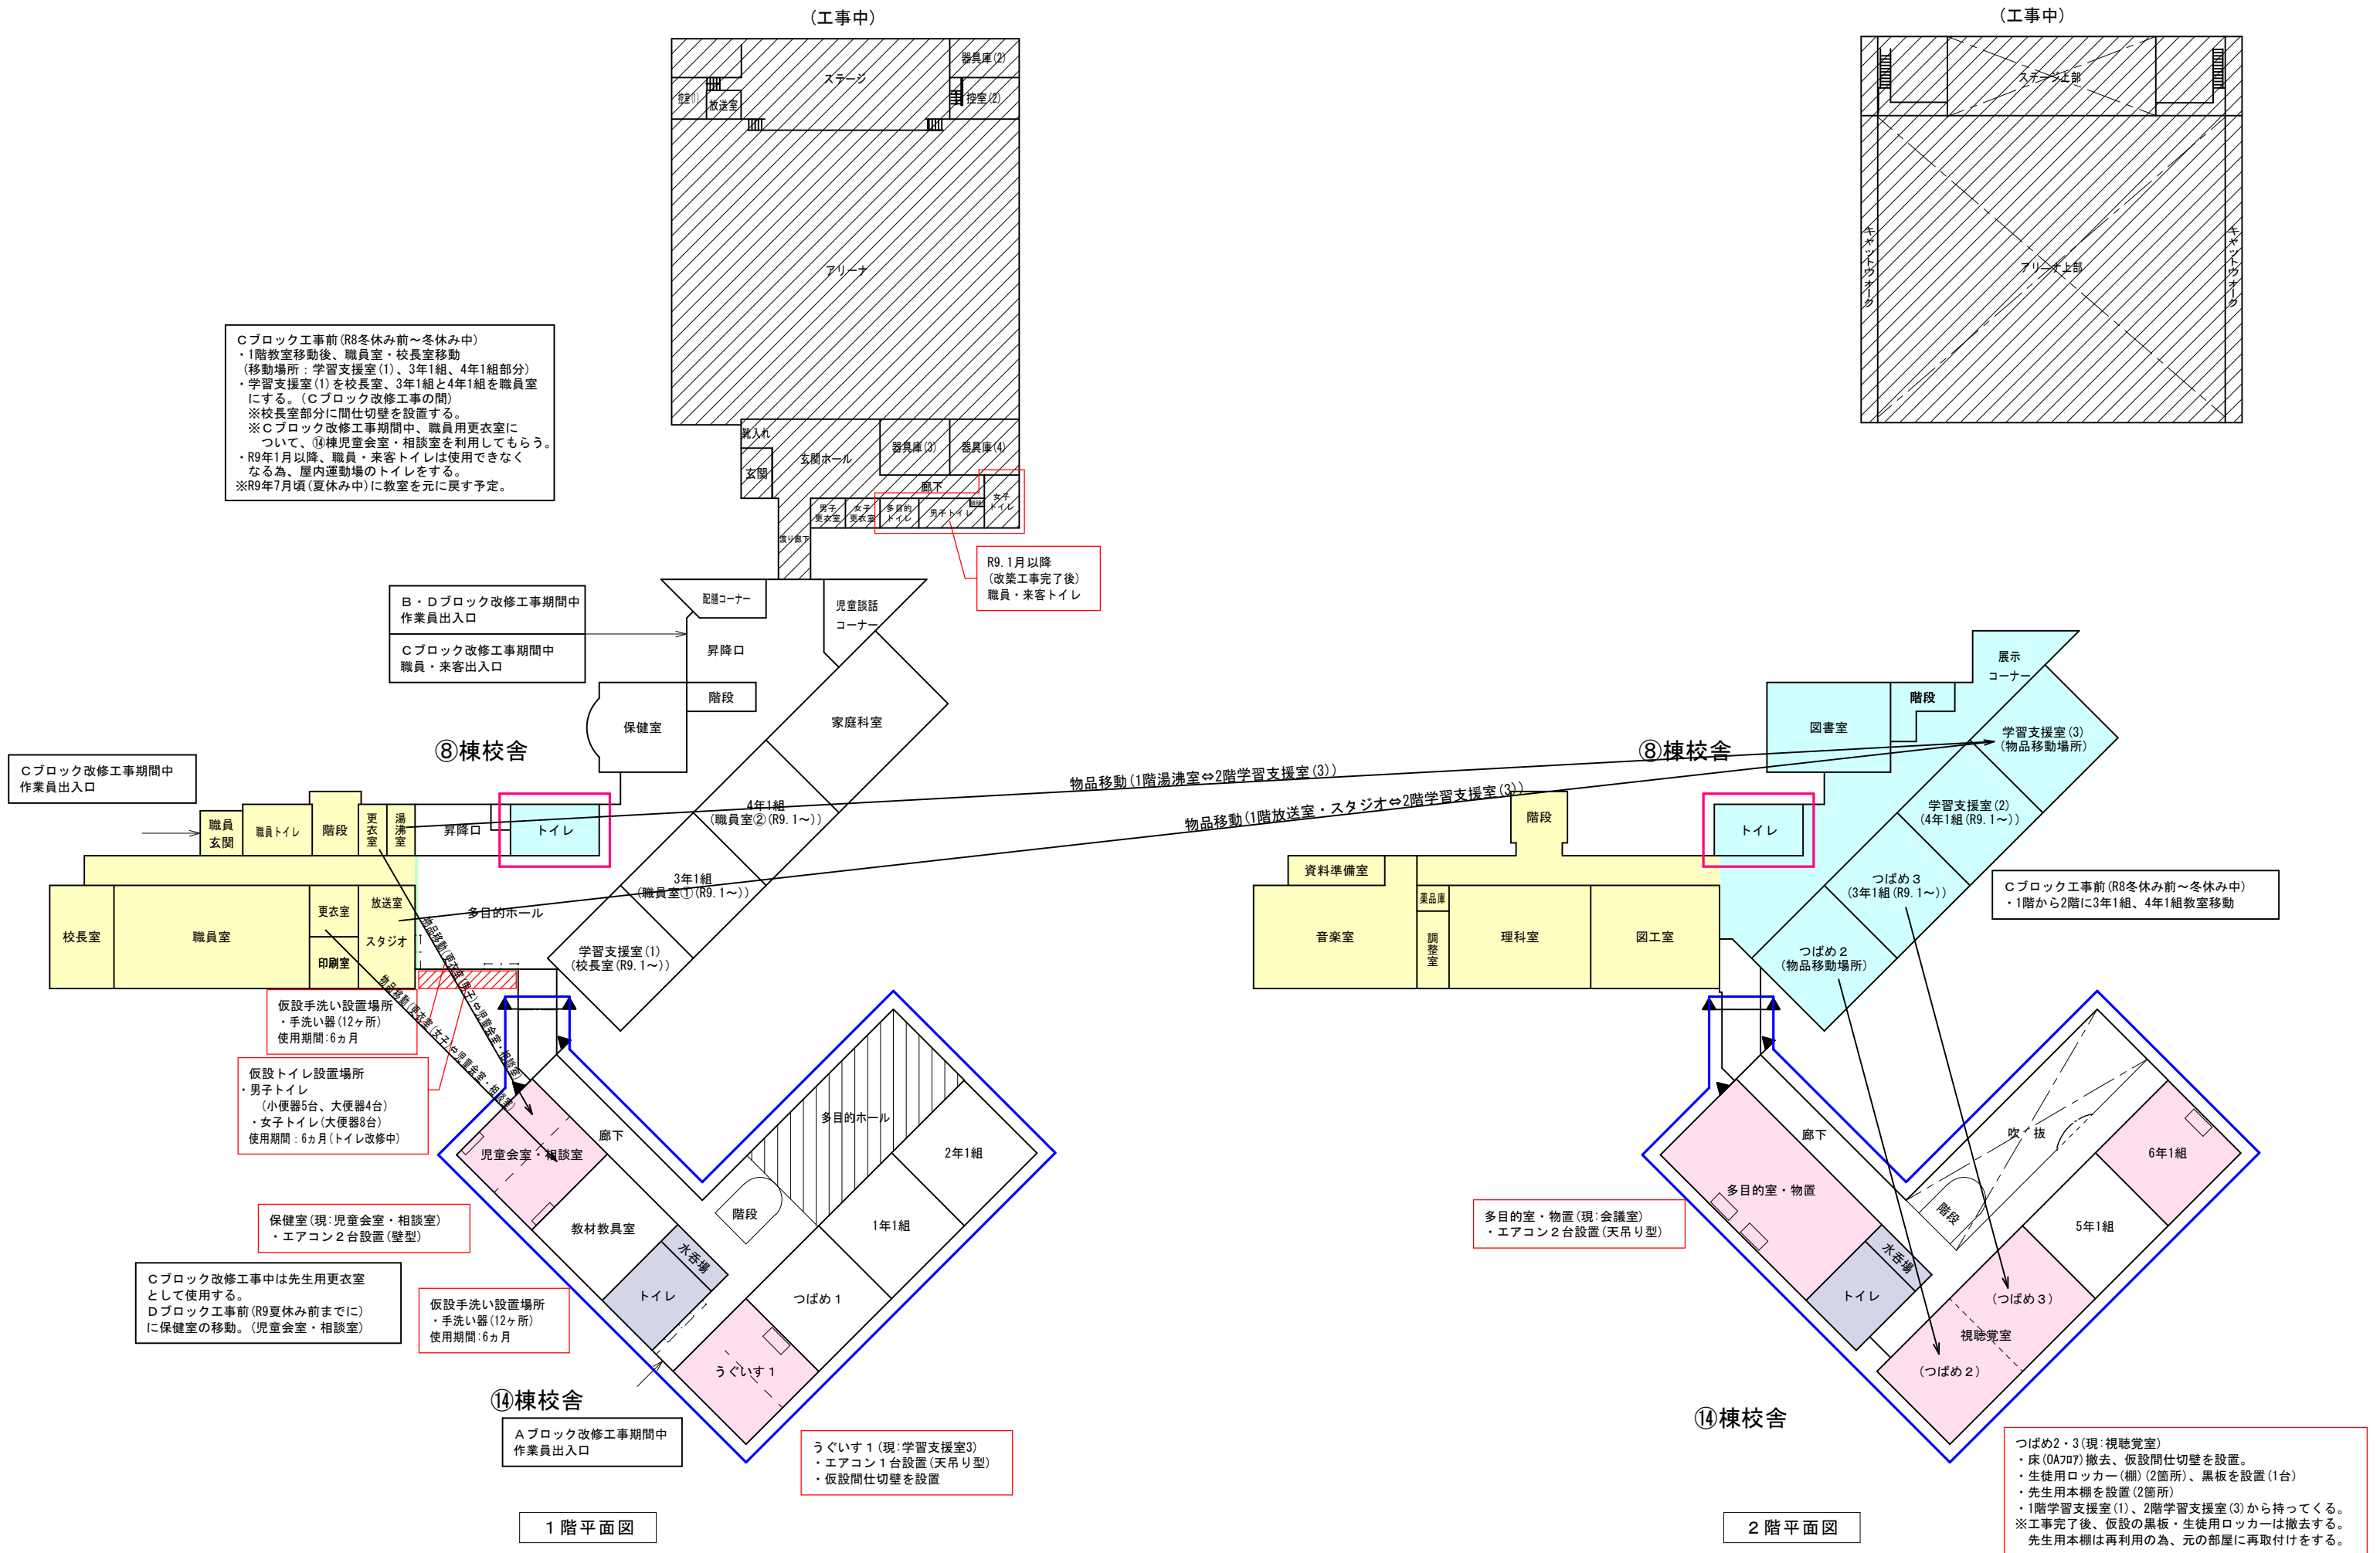 (工事中)
ステージ
器具庫(2)
控室(1)
放送室
控室(2)
アリーナ
靴入れ
玄関
玄関ホール
器具庫(3)
器具庫(4)
廊下
男子
更衣室
女子
更衣室
多目的
トイレ
男子トイレ
女子
トイレ
渡り廊下
R9.1月以降
(改築工事完了後)
職員・来客トイレ
Cブロック工事前(R8冬休み前～冬休み中)
・1階教室移動後、職員室・校長室移動
(移動場所：学習支援室(1)、3年1組、4年1組部分)
・学習支援室(1)を校長室、3年1組と4年1組を職員室
にする。(Cブロック改修工事の間)
※校長室部分に間仕切壁を設置する。
※Cブロック改修工事期間中、職員用更衣室に
ついて、⑭棟児童会室・相談室を利用してもらう。
・R9年1月以降、職員・来客トイレは使用できなく
なる為、屋内運動場のトイレをする。
※R9年7月頃(夏休み中)に教室を元に戻す予定。
B・Dブロック改修工事期間中
作業員出入口
Cブロック改修工事期間中
職員・来客出入口
配膳コーナー
児童談話
コーナー
昇降口
階段
保健室
家庭科室
⑧棟校舎
Cブロック改修工事期間中
作業員出入口
職員
玄関
職員トイレ
階段
更衣室
湯沸室
昇降口
トイレ
4年1組
(職員室②(R9.1～))
3年1組
(職員室①(R9.1～))
学習支援室(1)
(校長室(R9.1～))
校長室
職員室
更衣室
印刷室
放送室
スタジオ
多目的ホール
物品移動(1階湯沸室⇔2階学習支援室(3))
物品移動(1階放送室・スタジオ⇔2階学習支援室(3))
物品移動(更衣室(男子)⇔児童会室・相談室)
物品移動(更衣室(女子)⇔児童会室・相談室)
仮設手洗い設置場所
・手洗い器(12ヶ所)
使用期間:6ヵ月
仮設トイレ設置場所
・男子トイレ
(小便器5台、大便器4台)
・女子トイレ(大便器8台)
使用期間：6ヵ月(トイレ改修中)
児童会室・相談室
廊下
教材教具室
水呑場
トイレ
階段
多目的ホール
2年1組
1年1組
つばめ1
うぐいす1
保健室(現:児童会室・相談室)
・エアコン2台設置(壁型)
Cブロック改修工事中は先生用更衣室
として使用する。
Dブロック工事前(R9夏休み前までに)
に保健室の移動。(児童会室・相談室)
仮設手洗い設置場所
・手洗い器(12ヶ所)
使用期間:6ヵ月
⑭棟校舎
Aブロック改修工事期間中
作業員出入口
うぐいす1(現:学習支援室3)
・エアコン1台設置(天吊り型)
・仮設間仕切壁を設置
1階平面図
(工事中)
ステージ上部
キャットウォーク
アリーナ上部
キャットウォーク
展示
コーナー
階段
図書室
⑧棟校舎
学習支援室(3)
(物品移動場所)
学習支援室(2)
(4年1組(R9.1～))
つばめ3
(3年1組(R9.1～))
つばめ2
(物品移動場所)
トイレ
階段
資料準備室
音楽室
薬品庫
調整室
理科室
図工室
Cブロック工事前(R8冬休み前～冬休み中)
・1階から2階に3年1組、4年1組教室移動
廊下
多目的室・物置
水呑場
トイレ
階段
吹　抜
6年1組
5年1組
(つばめ3)
視聴覚室
(つばめ2)
多目的室・物置(現:会議室)
・エアコン2台設置(天吊り型)
⑭棟校舎
つばめ2・3(現:視聴覚室)
・床(OAフロア)撤去、仮設間仕切壁を設置。
・生徒用ロッカー(棚)(2箇所)、黒板を設置(1台)
・先生用本棚を設置(2箇所)
・1階学習支援室(1)、2階学習支援室(3)から持ってくる。
※工事完了後、仮設の黒板・生徒用ロッカーは撤去する。
先生用本棚は再利用の為、元の部屋に再取付けをする。
2階平面図